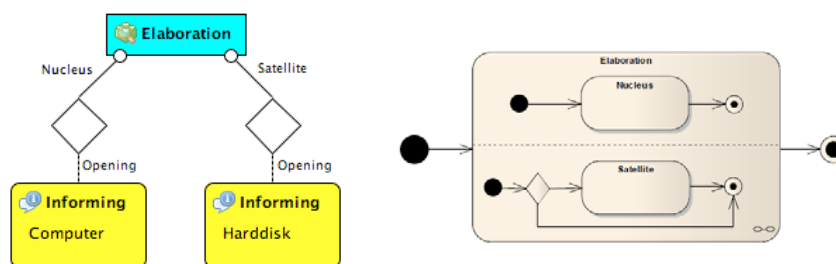 Elaboration
Nucleus
Satellite
Opening
Opening
Informing
Computer
Informing
Harddisk
Elaboration
Nucleus
Satellite